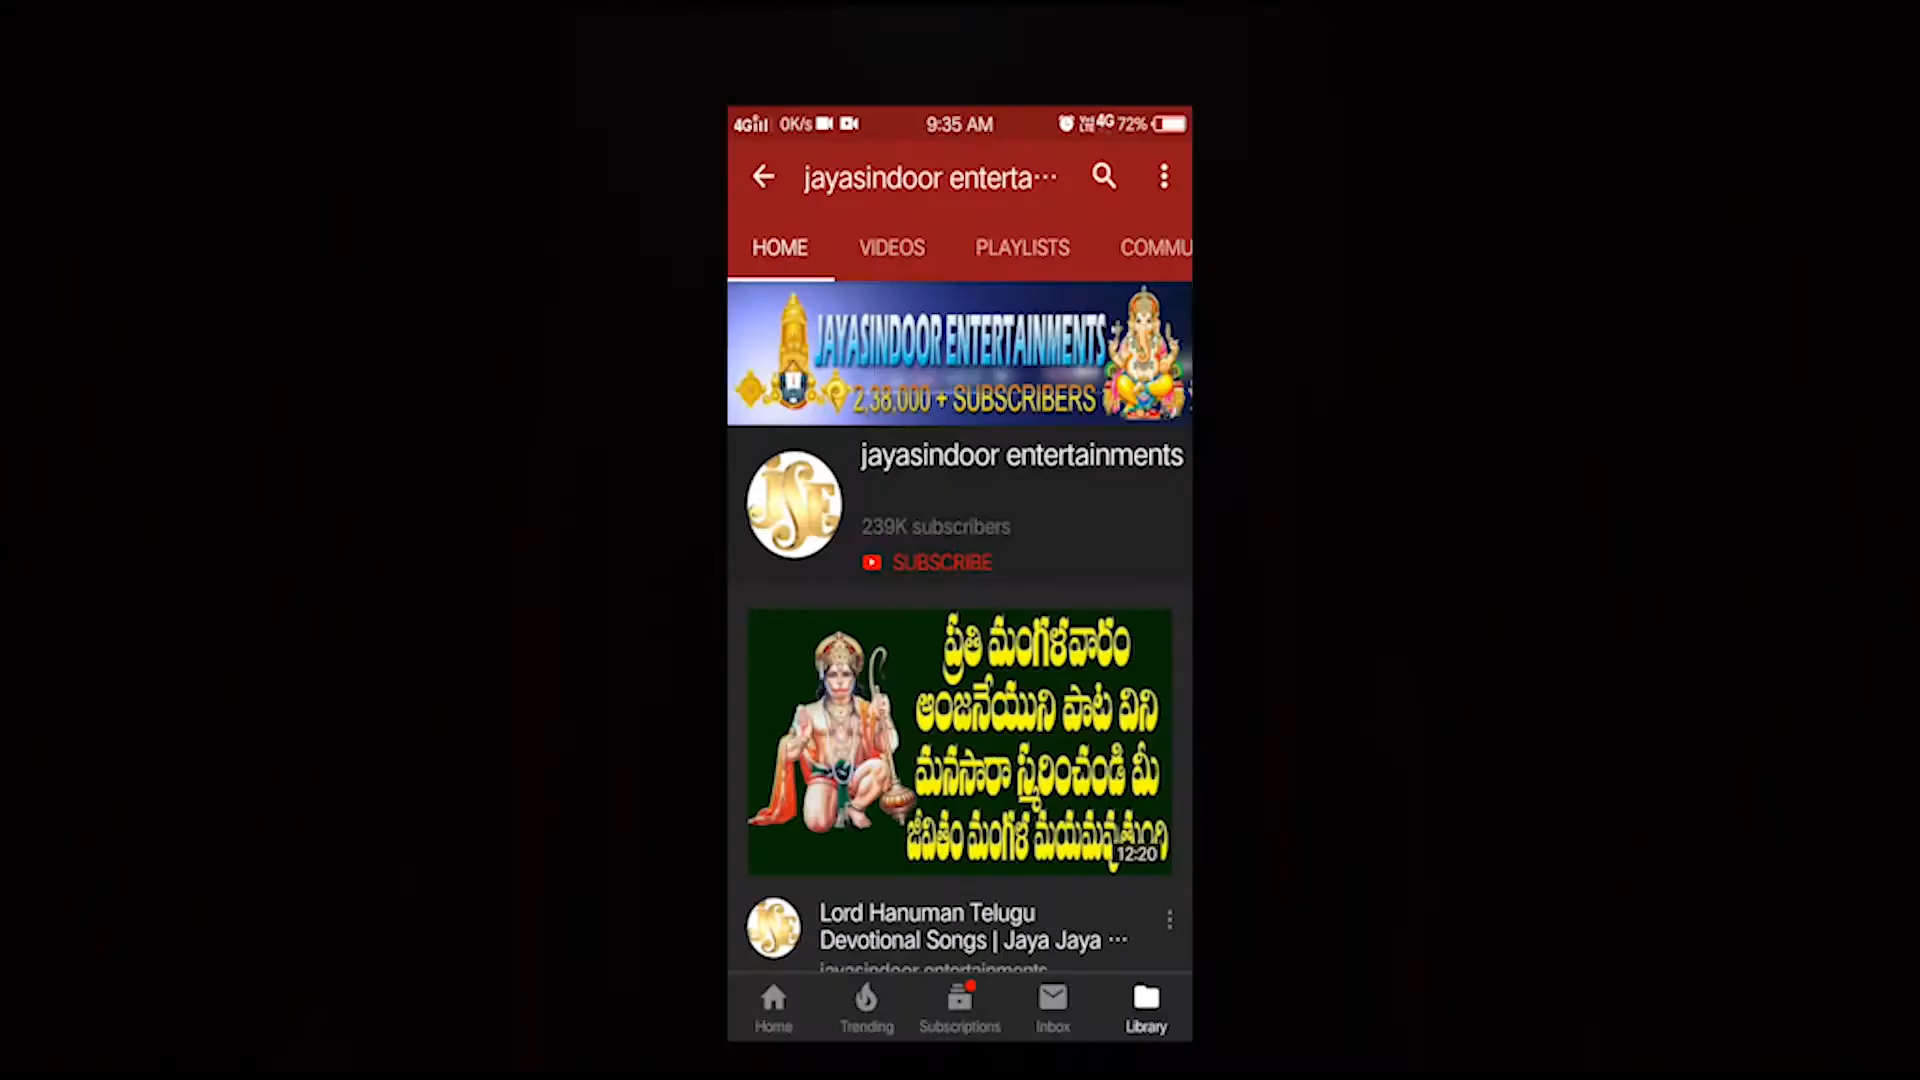 4G 0K/s 9:35 AM 4G 72%
jayasindoor enterta···
HOME VIDEOS PLAYLISTS COMMU
JAYASINDOOR ENTERTAINMENTS
2,38,000 + SUBSCRIBERS
jayasindoor entertainments
239K subscribers
SUBSCRIBE
ప్రతి మంగళవారం
ఆంజనేయుని పాట విని
మనసారా స్మరించండి మీ
జీవితం మంగళ
12:20
Lord Hanuman Telugu
Devotional Songs | Jaya Jaya ···
jayasindoor entertainments
Home Trending Subscriptions Inbox Library